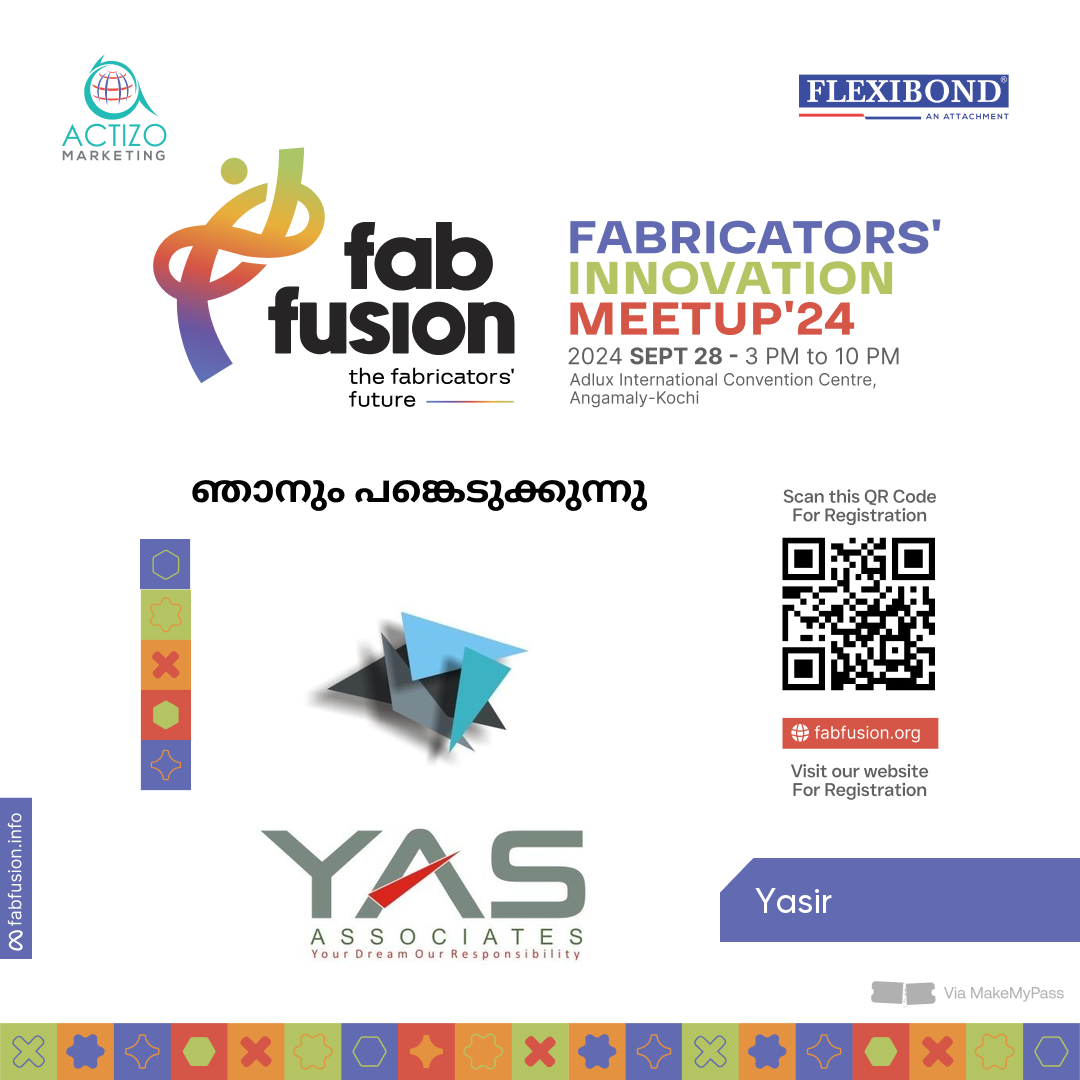 ACTIZO
MARKETING
FLEXIBOND®
AN ATTACHMENT
fab
fusion
the fabricators'
future
FABRICATORS'
INNOVATION
MEETUP'24
2024 SEPT 28 - 3 PM to 10 PM
Adlux International Convention Centre,
Angamaly-Kochi
ഞാനും പങ്കെടുക്കുന്നു
Scan this QR Code
For Registration
fabfusion.org
Visit our website
For Registration
fabfusion.info
YAS
ASSOCIATES
Your Dream Our Responsibility
Yasir
Via MakeMyPass